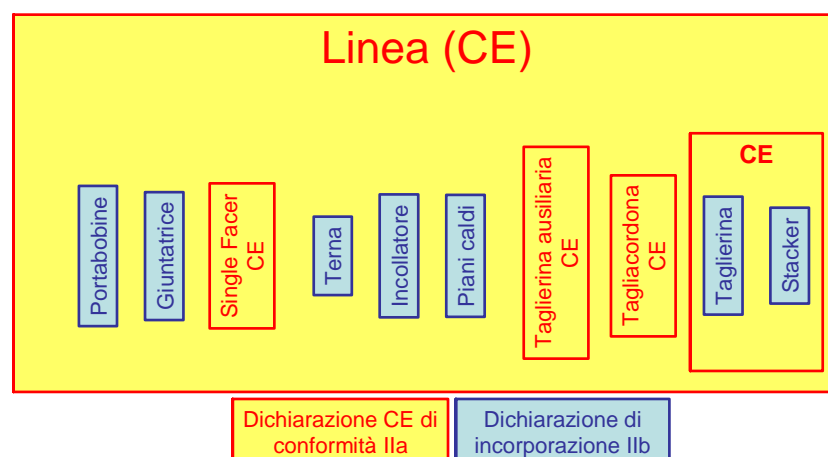 Linea (CE)
Portabobine
Giuntatrice
Single Facer
CE
Terna
Incollatore
Piani caldi
Taglierina ausiliaria
CE
Tagliacordona
CE
CE
Taglierina
Stacker
Dichiarazione CE di
conformità IIa
Dichiarazione di
incorporazione IIb